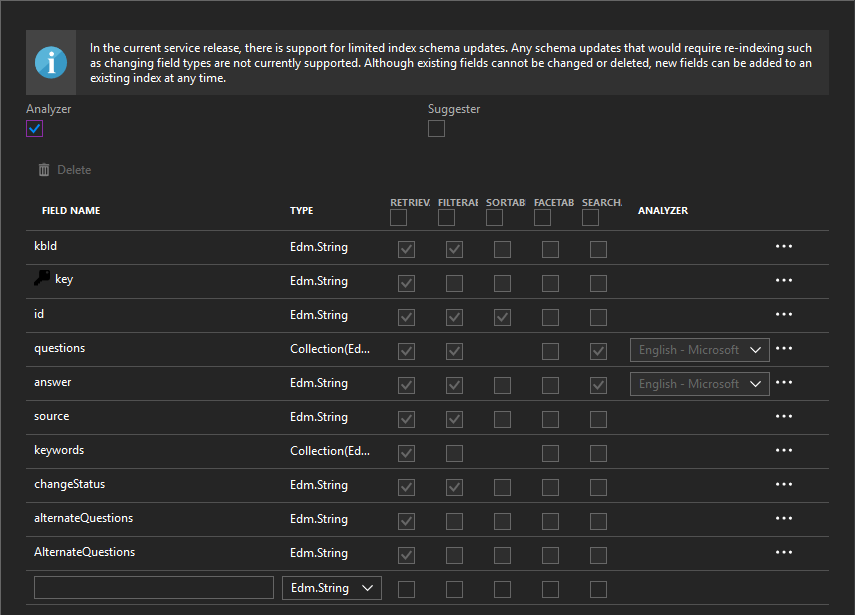 In the current service release, there is support for limited index schema updates. Any schema updates that would require re-indexing such
as changing field types are not currently supported. Although existing fields cannot be changed or deleted, new fields can be added to an
existing index at any time.
Analyzer Suggester
Delete
FIELD NAME TYPE RETRIEV. FILTERAB SORTAB FACETAB SEARCH. ANALYZER
kbId Edm.String ...
key Edm.String ...
id Edm.String ...
questions Collection(Ed... English - Microsoft ...
answer Edm.String English - Microsoft ...
source Edm.String ...
keywords Collection(Ed... ...
changeStatus Edm.String ...
alternateQuestions Edm.String ...
AlternateQuestions Edm.String ...
Edm.String